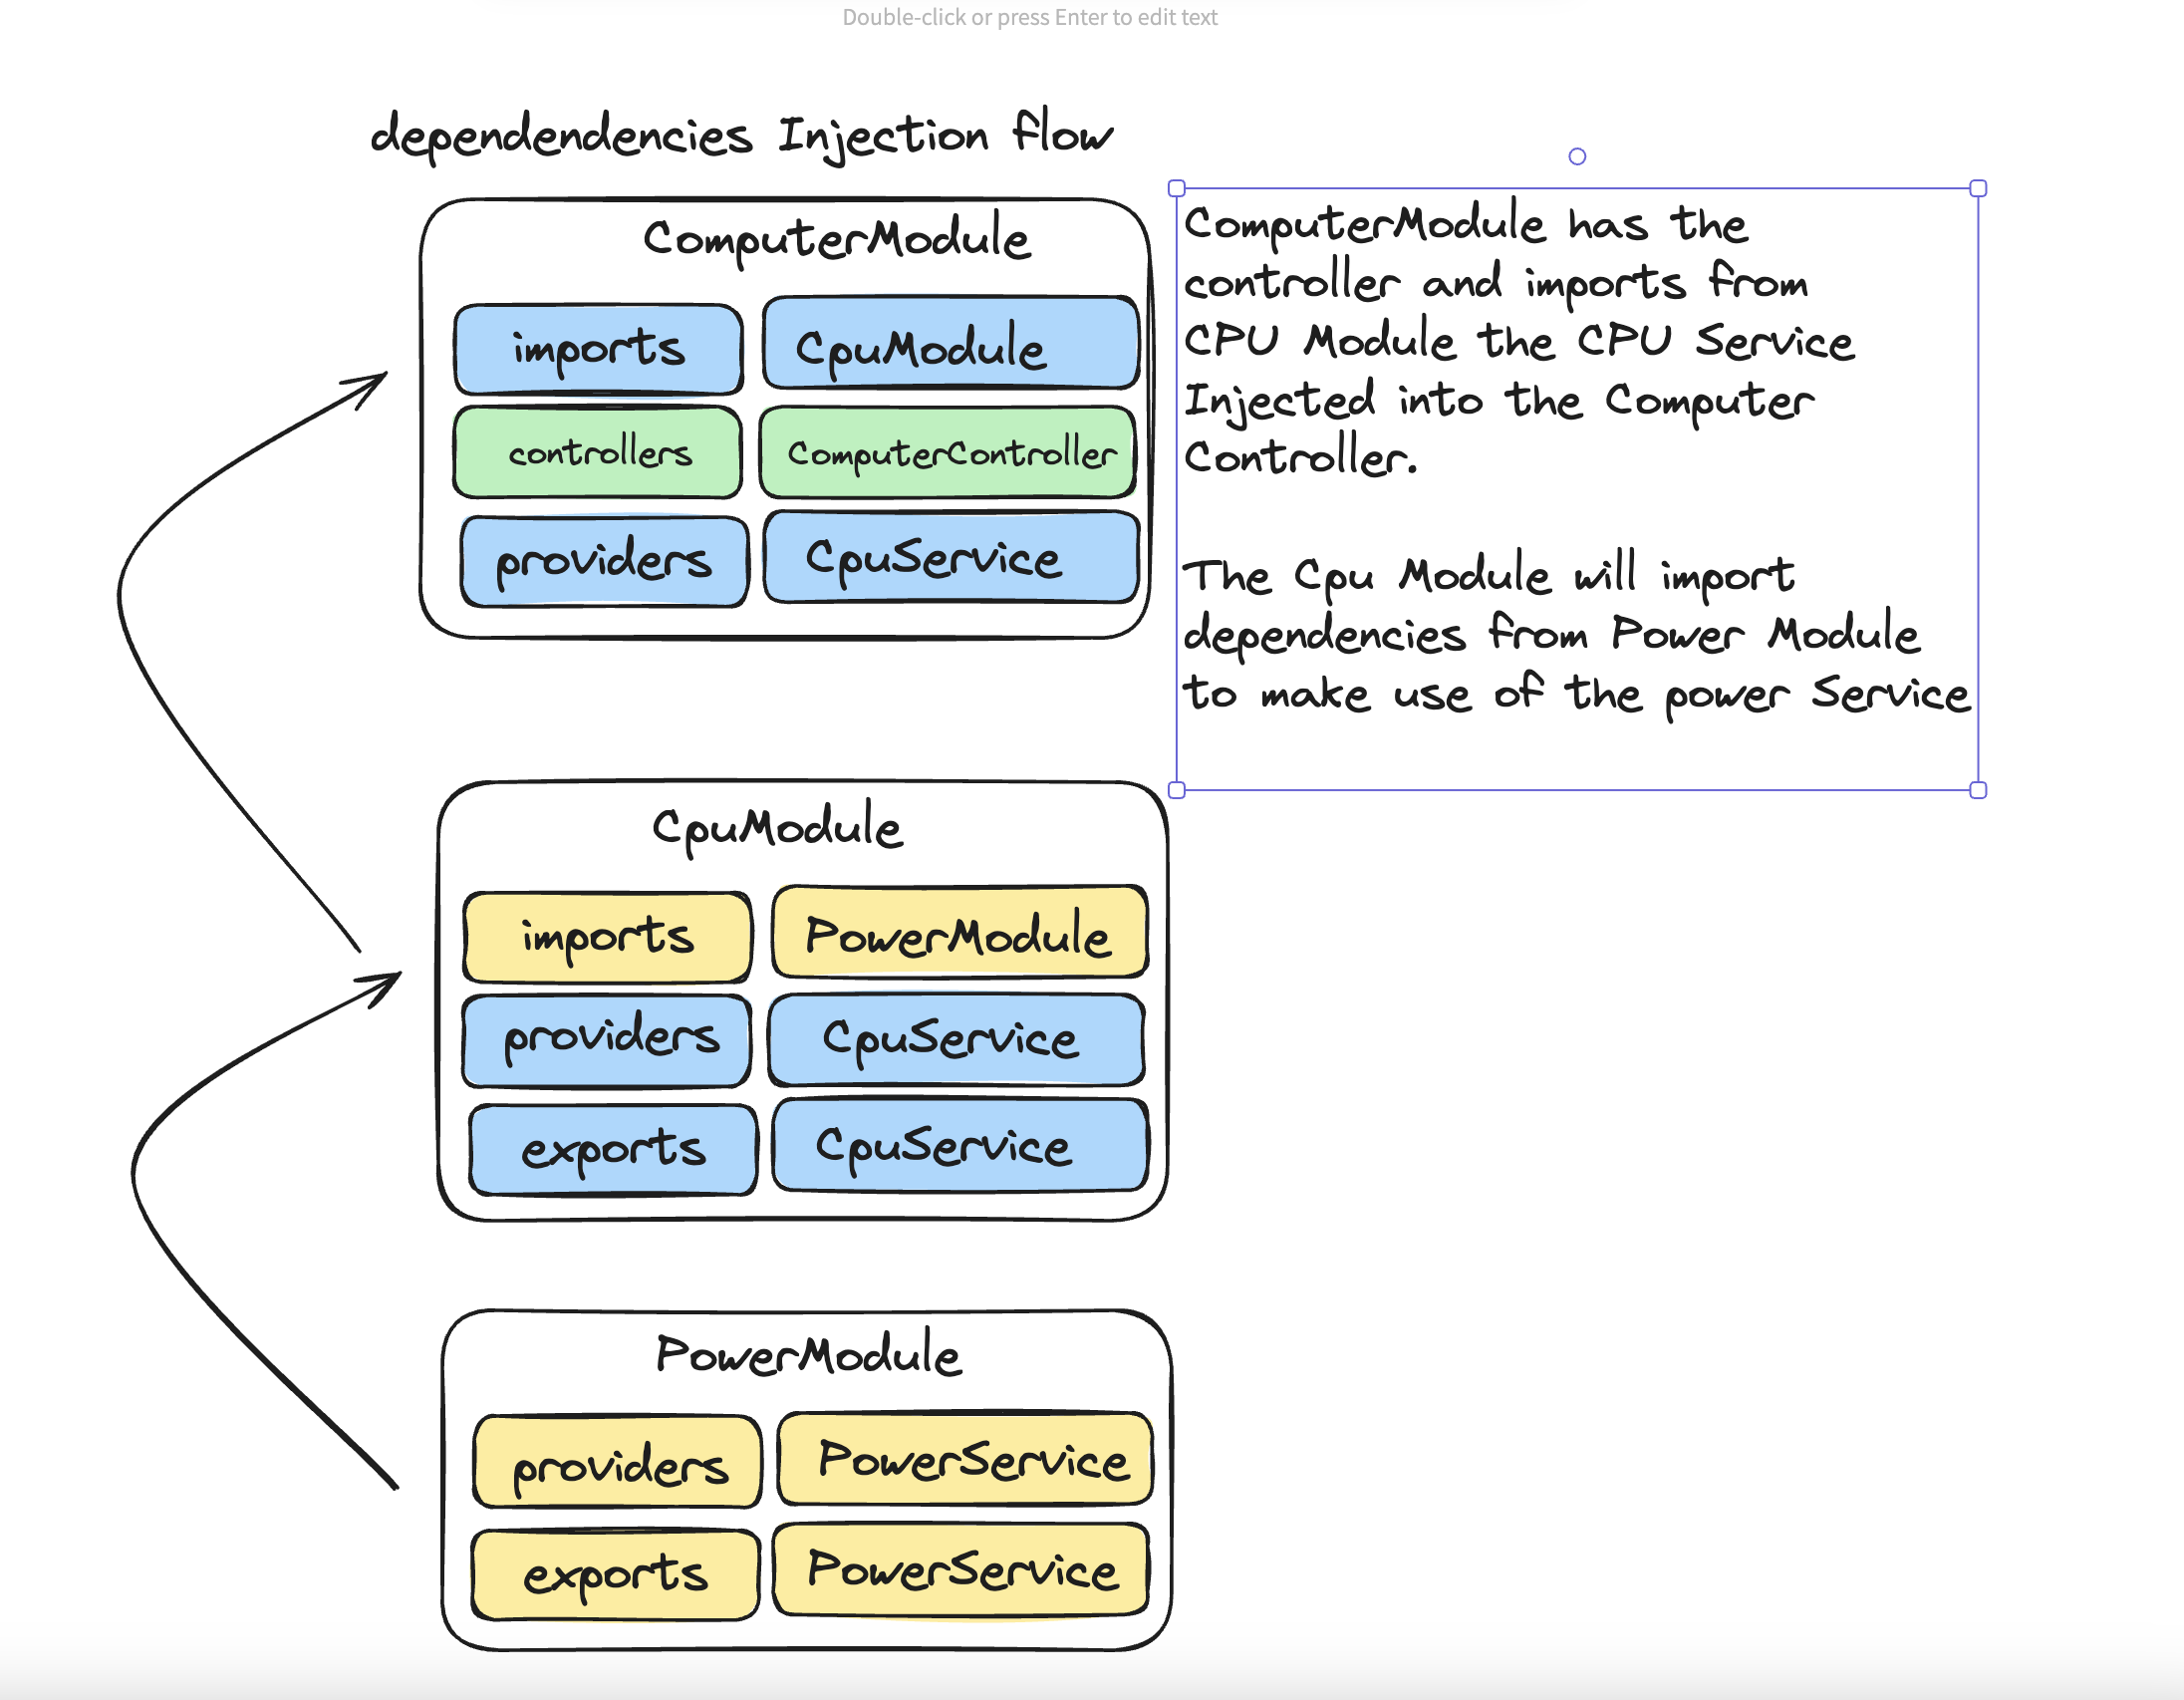 Double-click or press Enter to edit text
dependendencies Injection flow
ComputerModule
imports
CpuModule
controllers
ComputerController
providers
CpuService
ComputerModule has the
controller and imports from
CPU Module the CPU Service
Injected into the Computer
Controller.
The Cpu Module will import
dependencies from Power Module
to make use of the power Service
CpuModule
imports
PowerModule
providers
CpuService
exports
CpuService
PowerModule
providers
PowerService
exports
PowerService